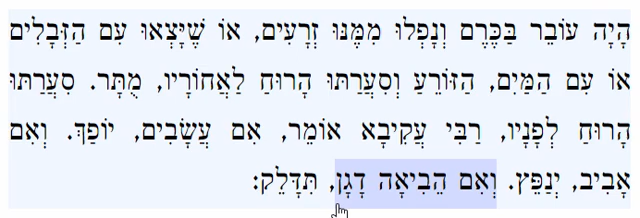 הָיָה עוֹבֵר בַּכֶּרֶם וְנָפְלוּ מִמֶּנּוּ זְרָעִים, אוֹ שֶׁיָּצְאוּ עִם הַזְּבָלִים
אוֹ עִם הַמַּיִם, הַזּוֹרֵעַ וְסִעֲרַתּוּ הָרוּחַ לַאֲחוֹרָיו, מֻתָּר. סִעֲרַתּוּ
הָרוּחַ לְפָנָיו, רַבִּי עֲקִיבָא אוֹמֵר, אִם עֲשָׂבִים, יוֹפַךְ. וְאִם
אָבִיב, יְנַפֵּץ. וְאִם הֵבִיאָה דָגָן, תִּדָּלֵק: